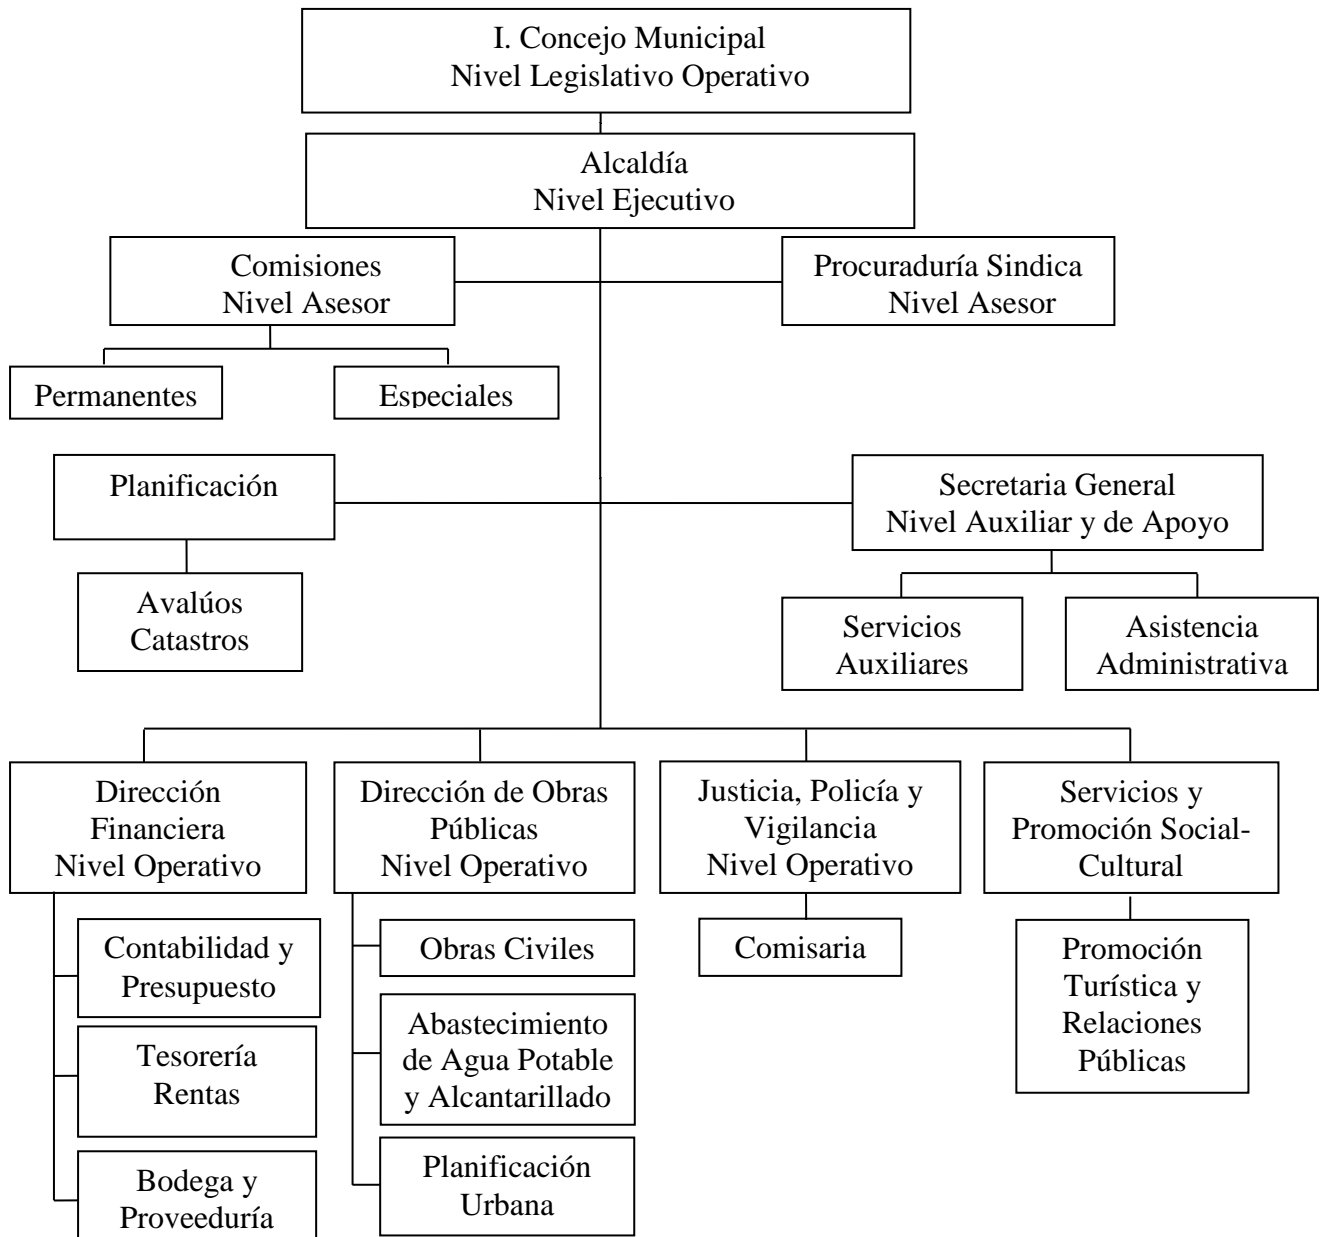 I. Concejo Municipal
Nivel Legislativo Operativo
Alcaldía
Nivel Ejecutivo
Comisiones
Nivel Asesor
Procuraduría Sindica
Nivel Asesor
Permanentes
Especiales
Planificación
Secretaria General
Nivel Auxiliar y de Apoyo
Avalúos
Catastros
Servicios
Auxiliares
Asistencia
Administrativa
Dirección
Financiera
Nivel Operativo
Dirección de Obras
Públicas
Nivel Operativo
Justicia, Policía y
Vigilancia
Nivel Operativo
Servicios y
Promoción Social-
Cultural
Contabilidad y
Presupuesto
Tesorería
Rentas
Bodega y
Proveeduría
Obras Civiles
Abastecimiento
de Agua Potable
y Alcantarillado
Planificación
Urbana
Comisaria
Promoción
Turística y
Relaciones
Públicas